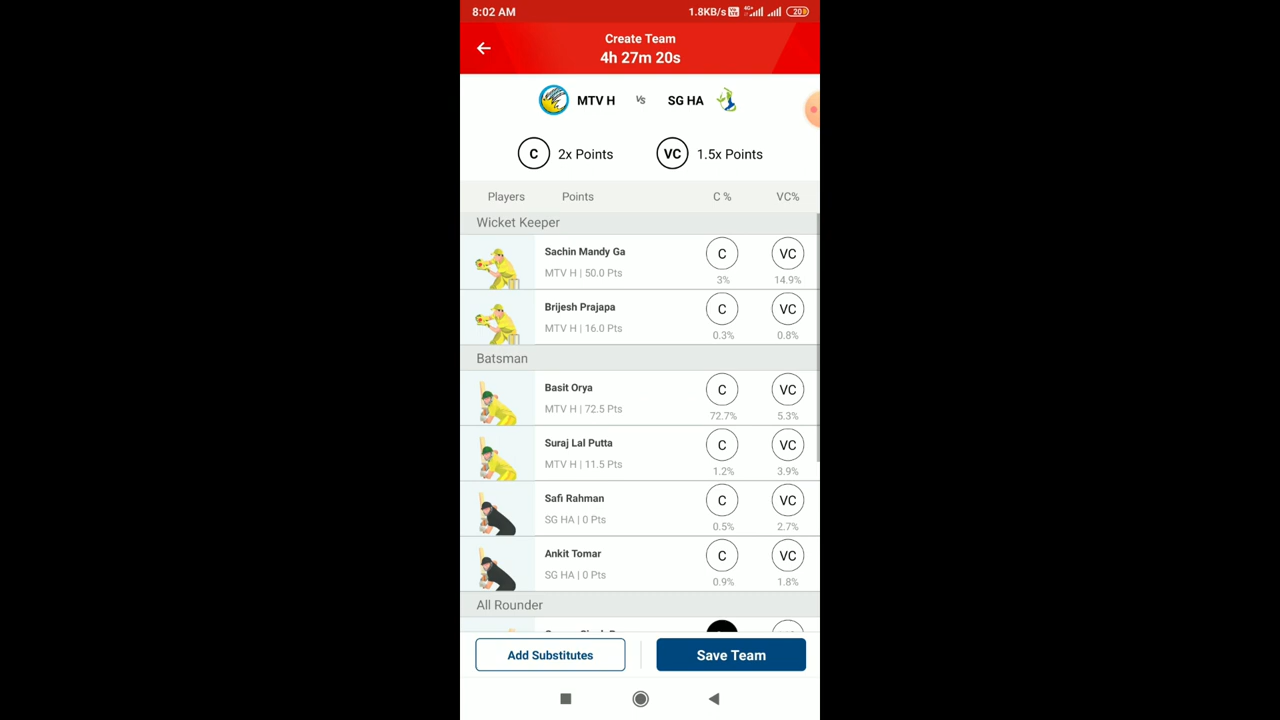 8:02 AM 1.8KB/s 4G+ 20
Create Team
4h 27m 20s
MTV H Vs SG HA
C 2x Points VC 1.5x Points
Players Points C % VC%
Wicket Keeper
Sachin Mandy Ga C VC
MTV H | 50.0 Pts 3% 14.9%
Brijesh Prajapa C VC
MTV H | 16.0 Pts 0.3% 0.8%
Batsman
Basit Orya C VC
MTV H | 72.5 Pts 72.7% 5.3%
Suraj Lal Putta C VC
MTV H | 11.5 Pts 1.2% 3.9%
Safi Rahman C VC
SG HA | 0 Pts 0.5% 2.7%
Ankit Tomar C VC
SG HA | 0 Pts 0.9% 1.8%
All Rounder
Add Substitutes Save Team